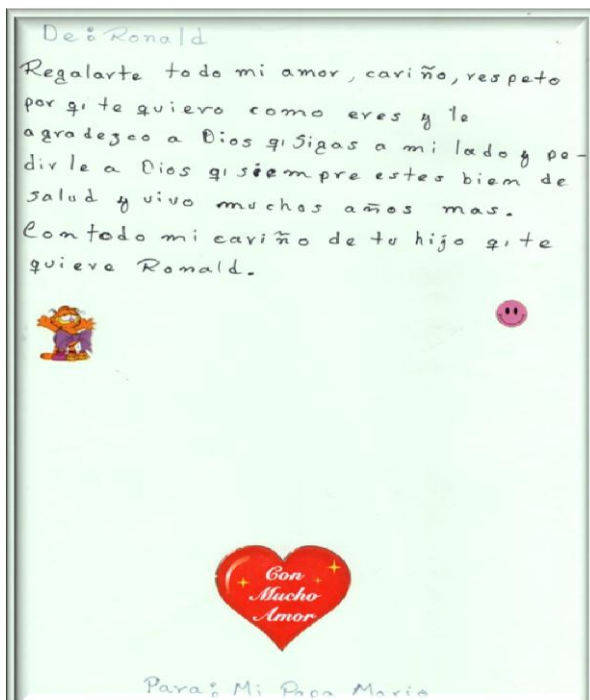 De: Ronald
Regalarte todo mi amor, cariño, respeto
por q' te quiero como eres y le
agradezco a Dios q' sigas a mi lado y pe-
dirle a Dios q' siempre estes biem de
salud y vivo muchos años mas.
Con todo mi cariño de tu hijo q' te
quiere Ronald.
Con
Mucho
Amor
Para: Mi Papa Mario